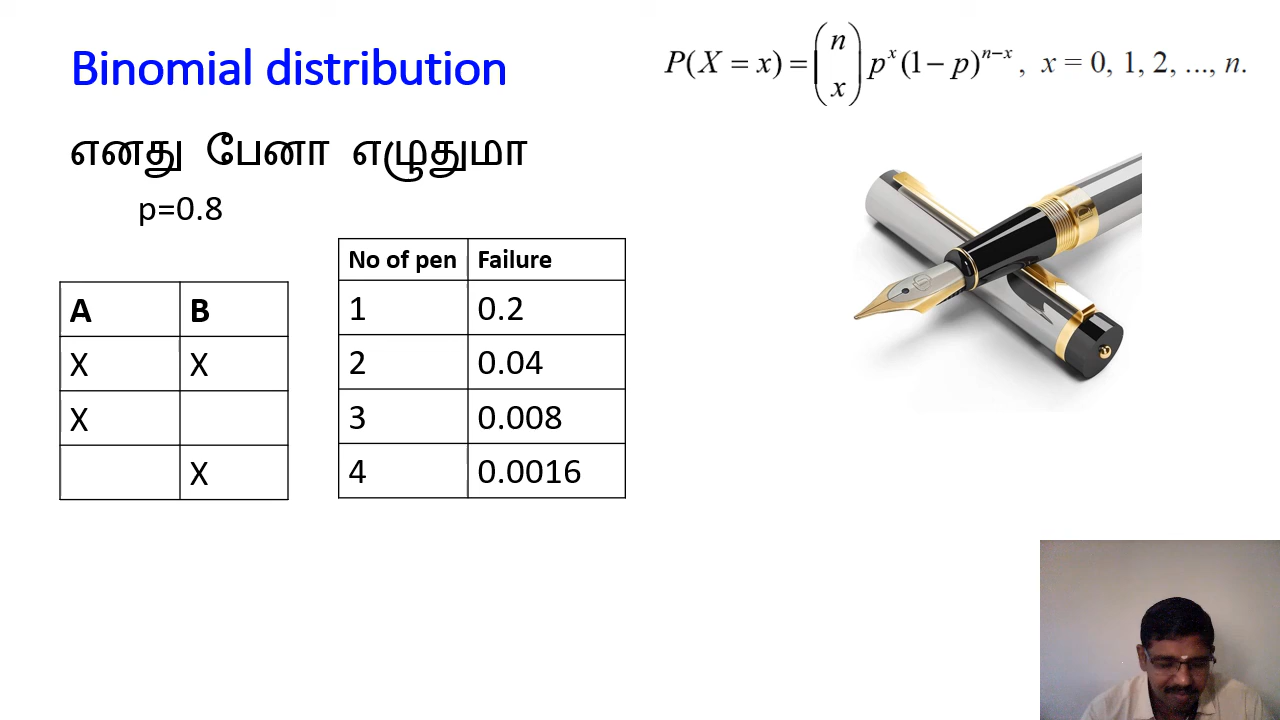 Binomial distribution
P(X = x) = (n x) p^x (1 − p)^{n−x}, x = 0, 1, 2, ..., n.
எனது பேனா எழுதுமா
p=0.8
A B
X X
X
X
No of pen Failure
1 0.2
2 0.04
3 0.008
4 0.0016